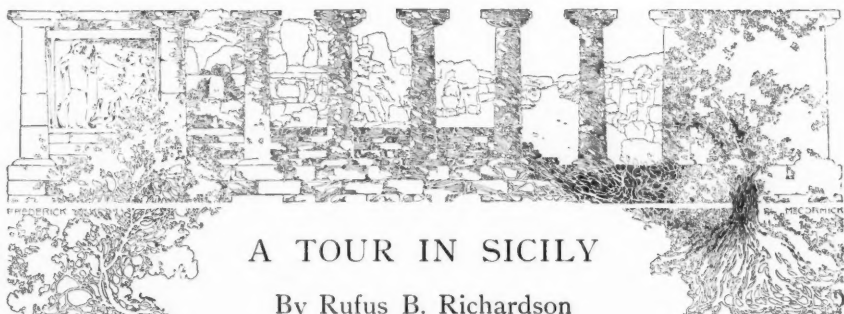 FREDERICK
MCCORMICK
A TOUR IN SICILY
By Rufus B. Richardson